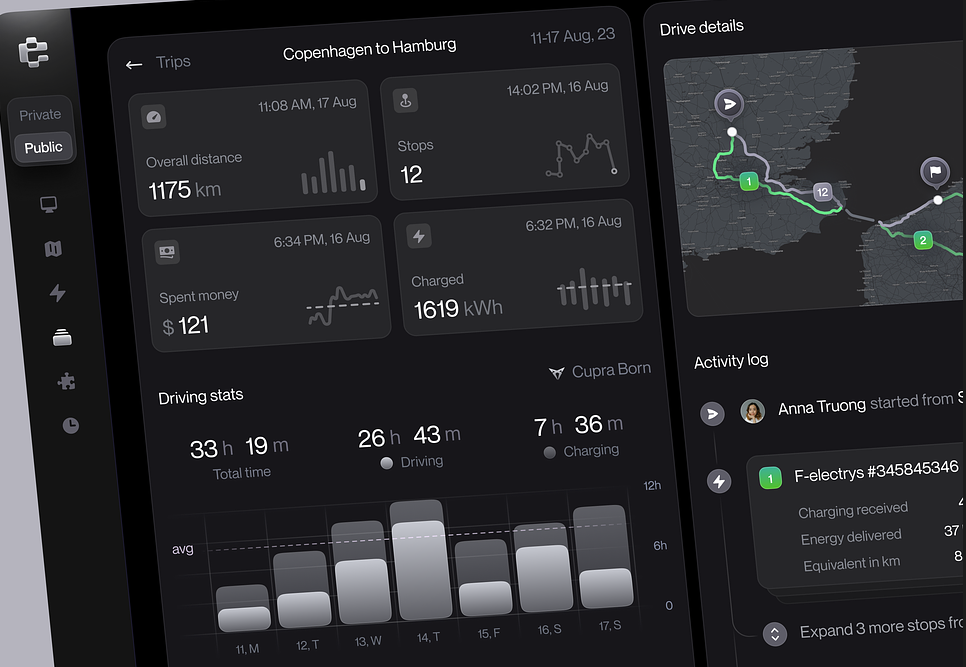 Private
Public
← Trips
Copenhagen to Hamburg
11-17 Aug, 23
11:08 AM, 17 Aug
Overall distance
1175 km
14:02 PM, 16 Aug
Stops
12
6:34 PM, 16 Aug
Spent money
$ 121
6:32 PM, 16 Aug
Charged
1619 kWh
Driving stats
Cupra Born
33 h 19 m
Total time
26 h 43 m
Driving
7 h 36 m
Charging
12h
avg
6h
0
11, M
12, T
13, W
14, T
15, F
16, S
17, S
Drive details
1
12
2
Activity log
Anna Truong started from
1 F-electrys #345845346
Charging received
Energy delivered 37
Equivalent in km 8
Expand 3 more stops